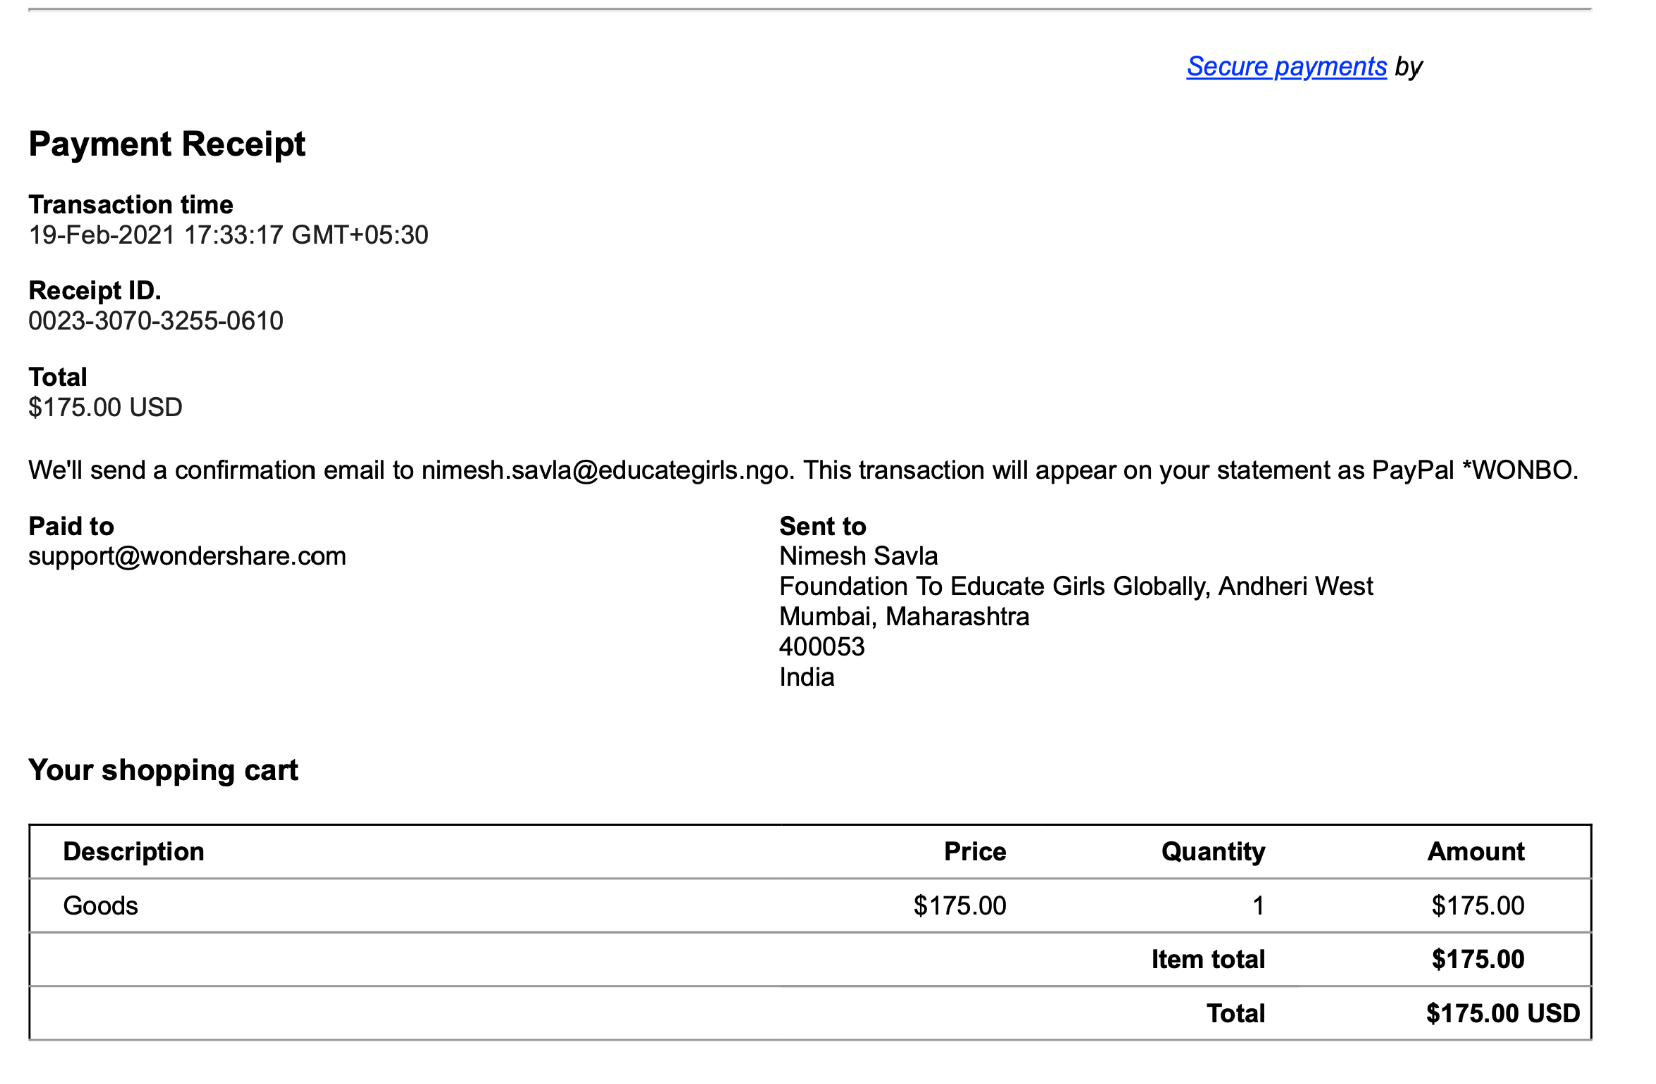 Secure payments by
Payment Receipt
Transaction time
19-Feb-2021 17:33:17 GMT+05:30
Receipt ID.
0023-3070-3255-0610
Total
$175.00 USD
We'll send a confirmation email to nimesh.savla@educategirls.ngo. This transaction will appear on your statement as PayPal *WONBO.
Paid to
support@wondershare.com
Sent to
Nimesh Savla
Foundation To Educate Girls Globally, Andheri West
Mumbai, Maharashtra
400053
India
Your shopping cart
Description Price Quantity Amount
Goods $175.00 1 $175.00
Item total $175.00
Total $175.00 USD